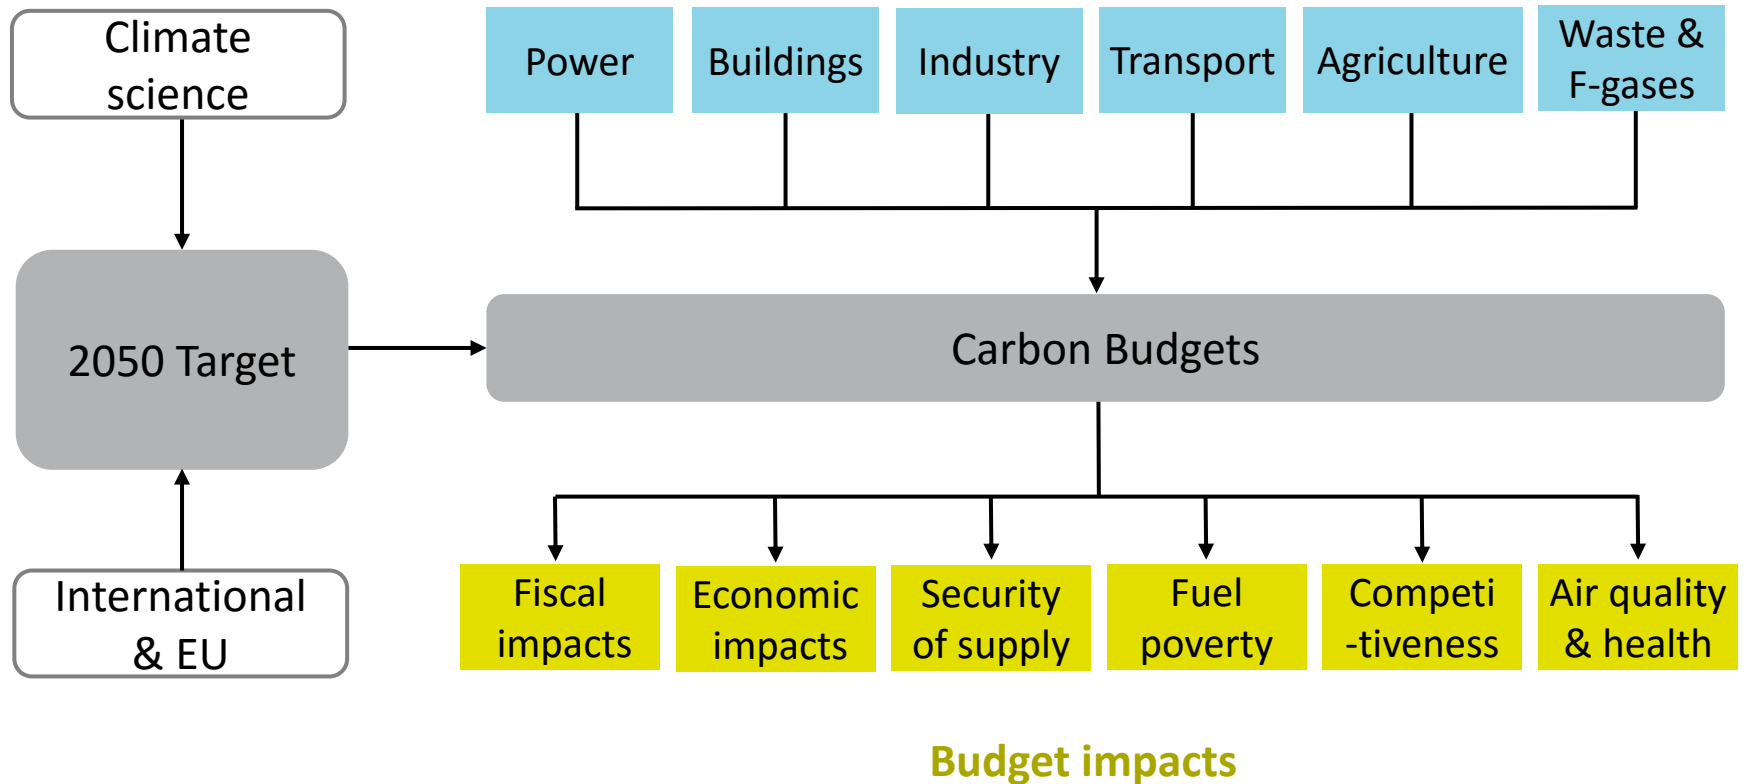 Climate
science
Power
Buildings
Industry
Transport
Agriculture
Waste &
F-gases
2050 Target
Carbon Budgets
International
& EU
Fiscal
impacts
Economic
impacts
Security
of supply
Fuel
poverty
Competi
-tiveness
Air quality
& health
Budget impacts